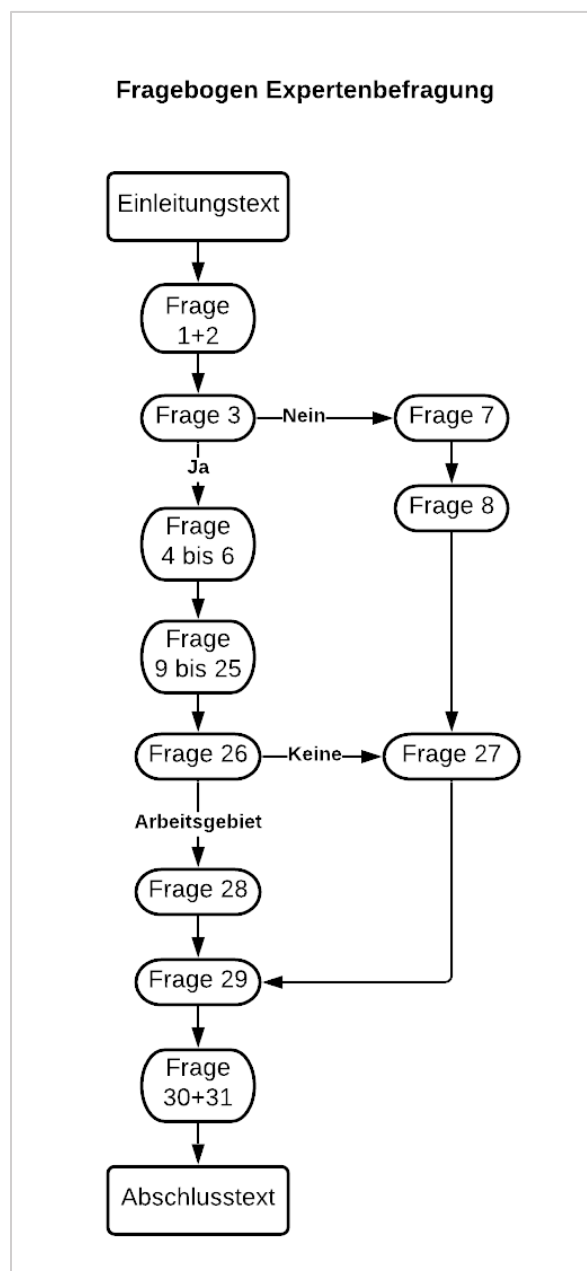 Fragebogen Expertenbefragung
Einleitungstext
Frage
1+2
Frage 3
Nein
Frage 7
Ja
Frage 8
Frage
4 bis 6
Frage
9 bis 25
Frage 26
Keine
Frage 27
Arbeitsgebiet
Frage 28
Frage 29
Frage
30+31
Abschlusstext